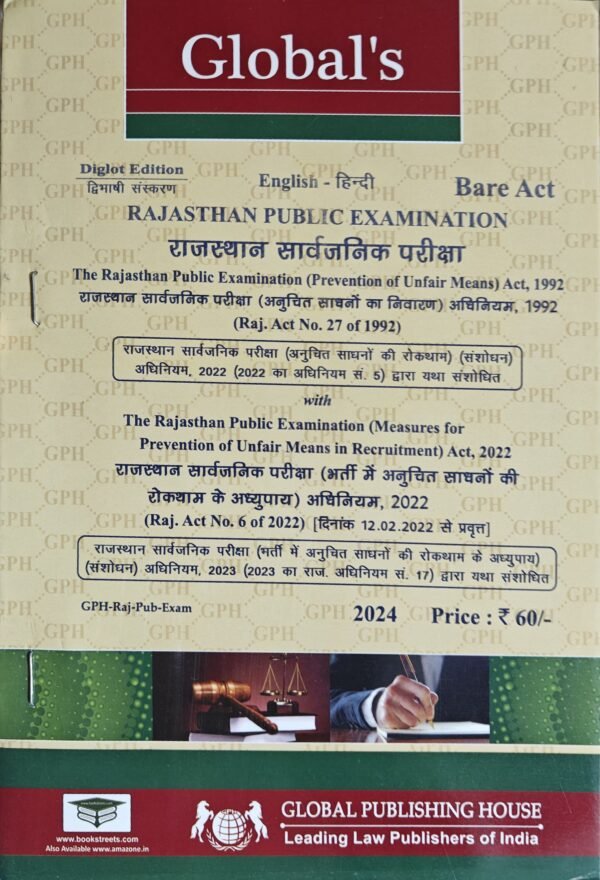 Global's
Diglot Edition
द्विभाषी संस्करण
English - हिन्दी
Bare Act
RAJASTHAN PUBLIC EXAMINATION
राजस्थान सार्वजनिक परीक्षा
The Rajasthan Public Examination (Prevention of Unfair Means) Act, 1992
राजस्थान सार्वजनिक परीक्षा (अनुचित साधनों का निवारण) अधिनियम, 1992
(Raj. Act No. 27 of 1992)
राजस्थान सार्वजनिक परीक्षा (अनुचित साधनों की रोकथाम) (संशोधन)
अधिनियम, 2022 (2022 का अधिनियम सं. 5) द्वारा यथा संशोधित
with
The Rajasthan Public Examination (Measures for
Prevention of Unfair Means in Recruitment) Act, 2022
राजस्थान सार्वजनिक परीक्षा (भर्ती में अनुचित साधनों की
रोकथाम के अध्युपाय) अधिनियम, 2022
(Raj. Act No. 6 of 2022) [दिनांक 12.02.2022 से प्रवृत्त]
राजस्थान सार्वजनिक परीक्षा (भर्ती में अनुचित साधनों की रोकथाम के अध्युपाय)
(संशोधन) अधिनियम, 2023 (2023 का राज. अधिनियम सं. 17) द्वारा यथा संशोधित
GPH-Raj-Pub-Exam
2024 Price : ₹ 60/-
www.bookstreets.com
Also Available www.amazone.in
GLOBAL PUBLISHING HOUSE
Leading Law Publishers of India